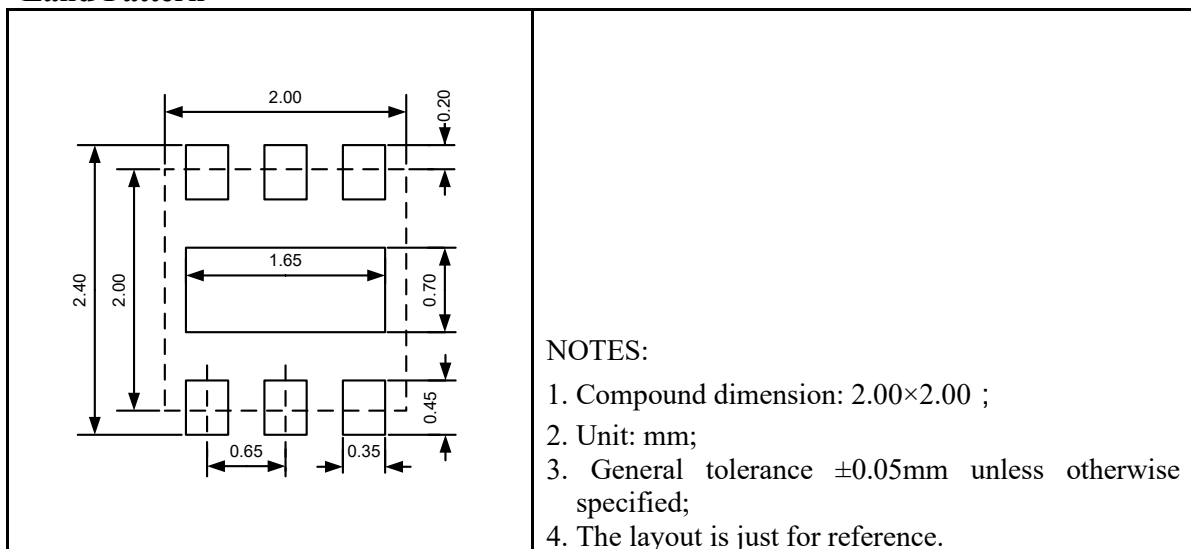 2.00
0.20
2.40
2.00
1.65
0.70
0.45
0.65
0.35
NOTES:
1. Compound dimension: 2.00×2.00 ;
2. Unit: mm;
3. General tolerance ±0.05mm unless otherwise
specified;
4. The layout is just for reference.